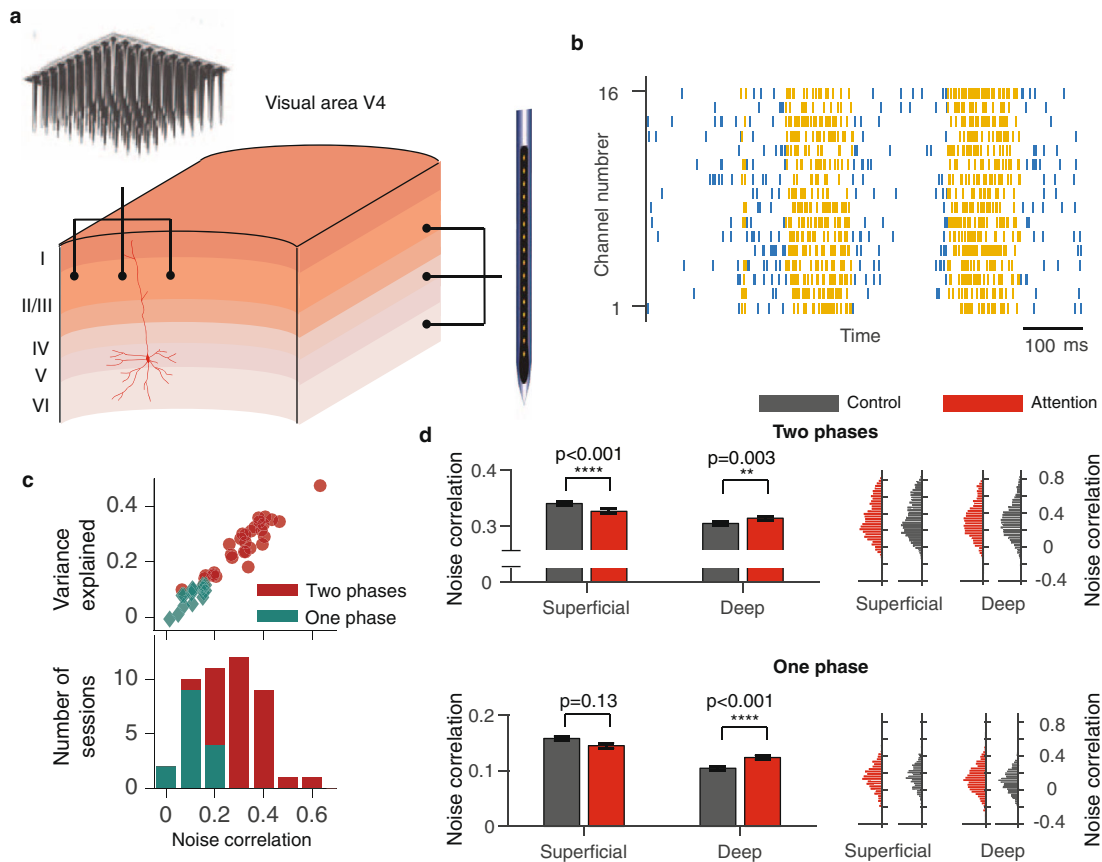 a
Visual area V4
I
II/III
IV
V
VI
b
16
Channel numbrer
1
Time
100 ms
Control
Attention
c
0.4
0.2
0
Variance
explained
Two phases
One phase
10
5
0
Number of
sessions
0 0.2 0.4 0.6
Noise correlation
d
Two phases
p<0.001
****
p=0.003
**
0.4
0.3
0
Noise correlation
Superficial
Deep
0.8
0.4
0
-0.4
Noise correlation
Superficial
Deep
One phase
p=0.13
p<0.001
****
0.2
0.1
0
Noise correlation
Superficial
Deep
0.8
0.4
0
-0.4
Noise correlation
Superficial
Deep